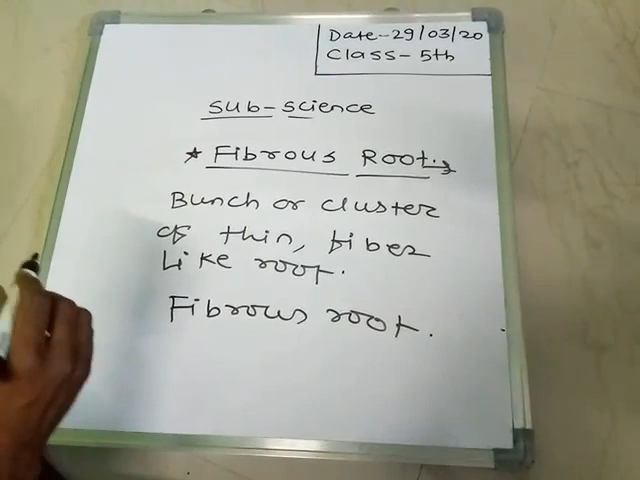 Date-29/03/20
Class-5th
Sub-science
* Fibrous Root:→
Bunch or cluster
of thin, fiber
Like root.
Fibrous root.